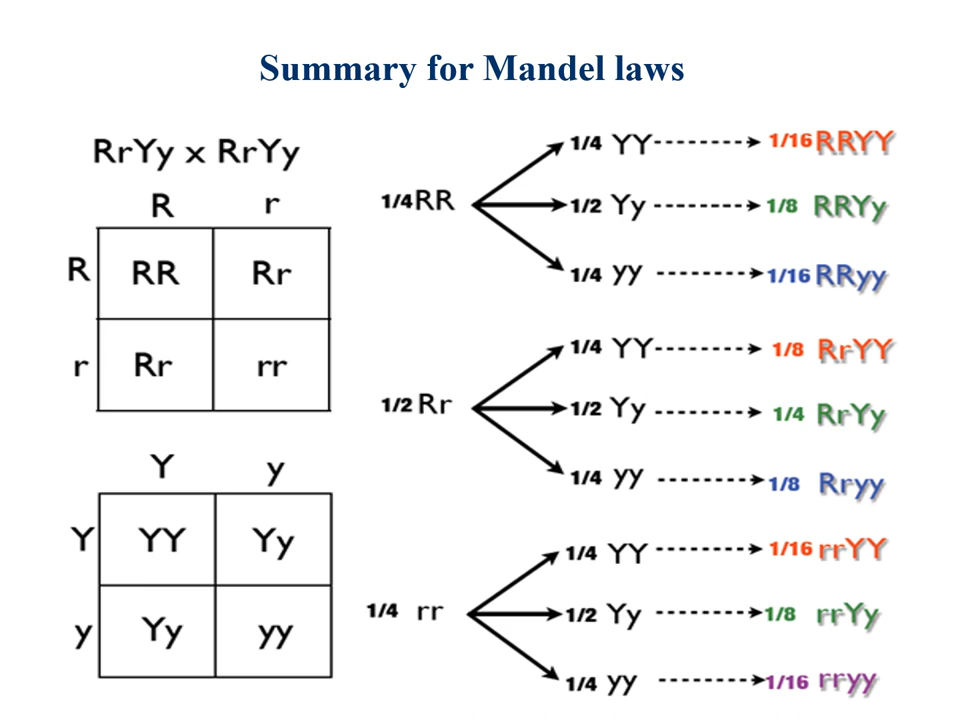 Summary for Mandel laws
RrYy x RrYy
R r
R RR Rr
r Rr rr
Y y
Y YY Yy
y Yy yy
1/4 RR
1/4 YY 1/16 RRYY
1/2 Yy 1/8 RRYy
1/4 yy 1/16 RRyy
1/2 Rr
1/4 YY 1/8 RrYY
1/2 Yy 1/4 RrYy
1/4 yy 1/8 Rryy
1/4 rr
1/4 YY 1/16 rrYY
1/2 Yy 1/8 rrYy
1/4 yy 1/16 rryy